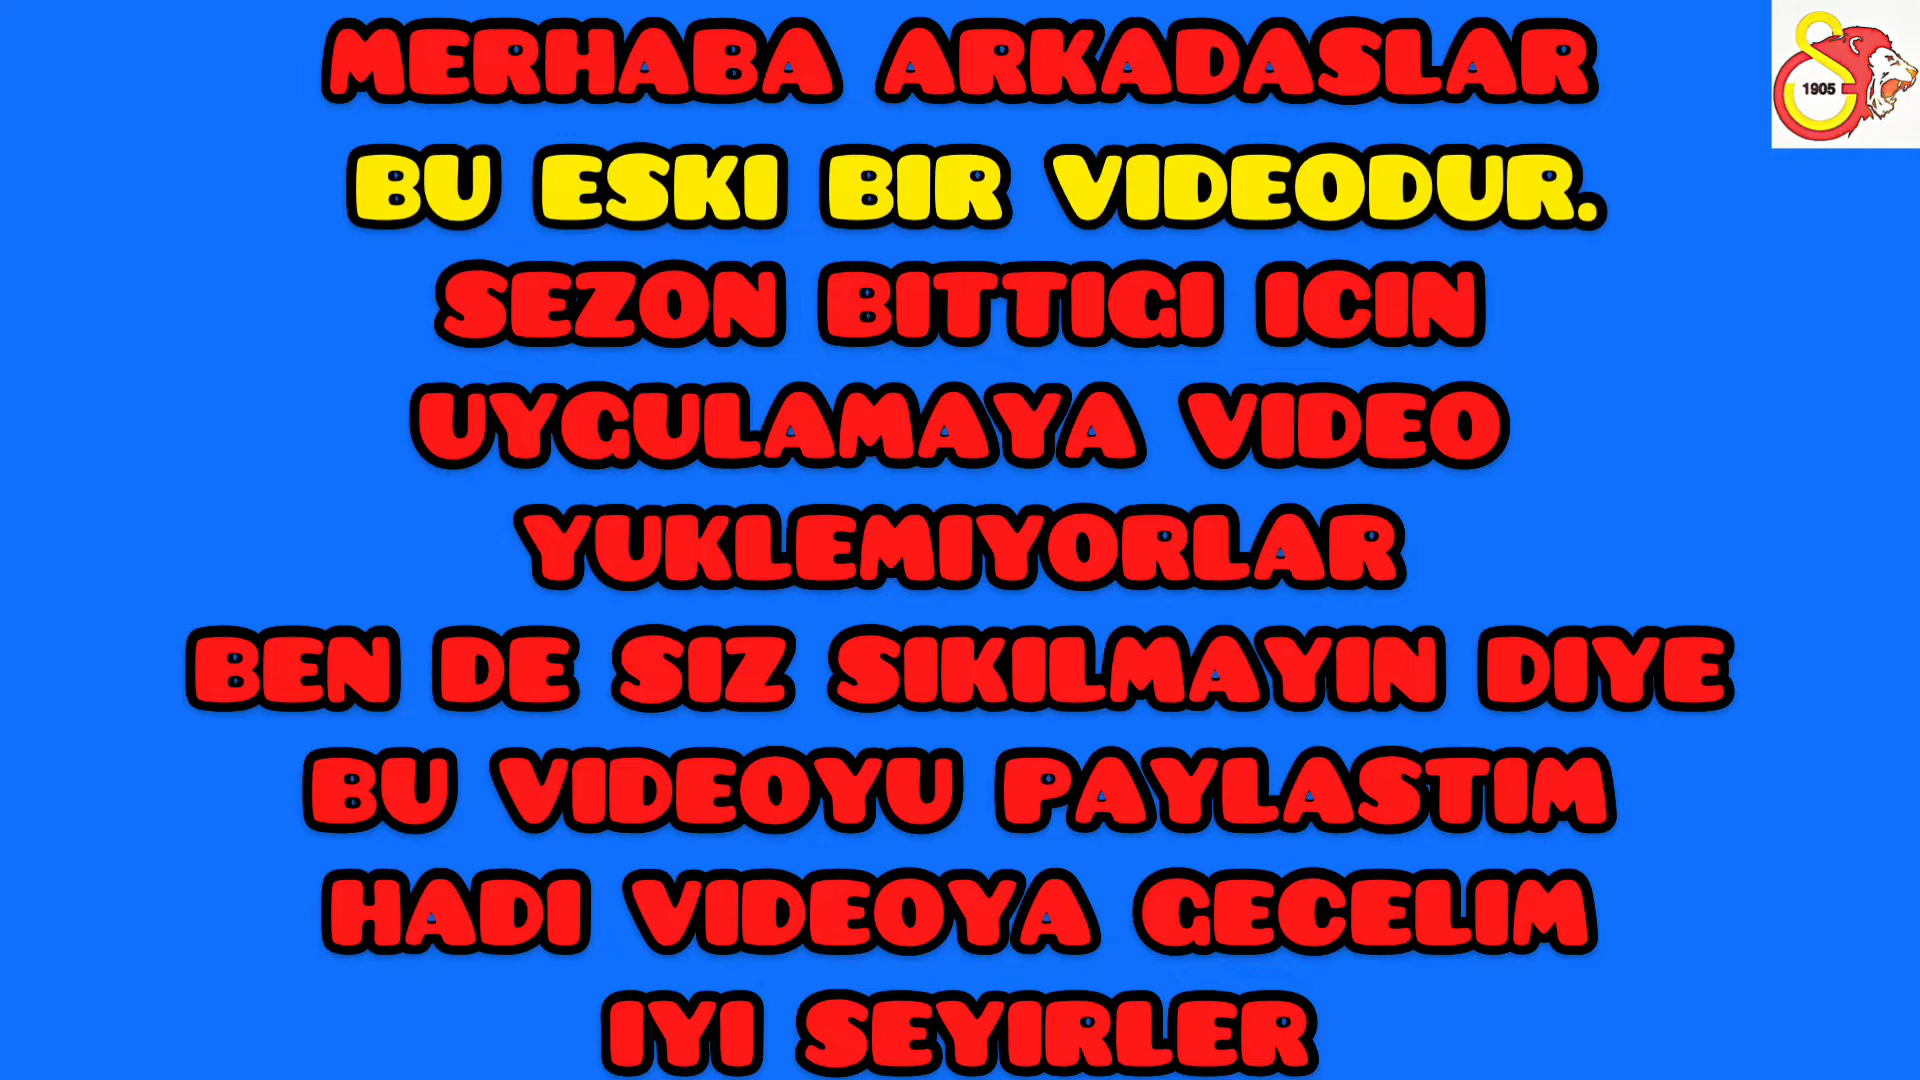 MERHABA ARKADASLAR
1905
BU ESKI BIR VIDEODUR.
SEZON BITTIGI ICIN
UYGULAMAYA VIDEO
YUKLEMIYORLAR
BEN DE SIZ SIKILMAYIN DIYE
BU VIDEOYU PAYLASTIM
HADI VIDEOYA GECELIM
IYI SEYIRLER